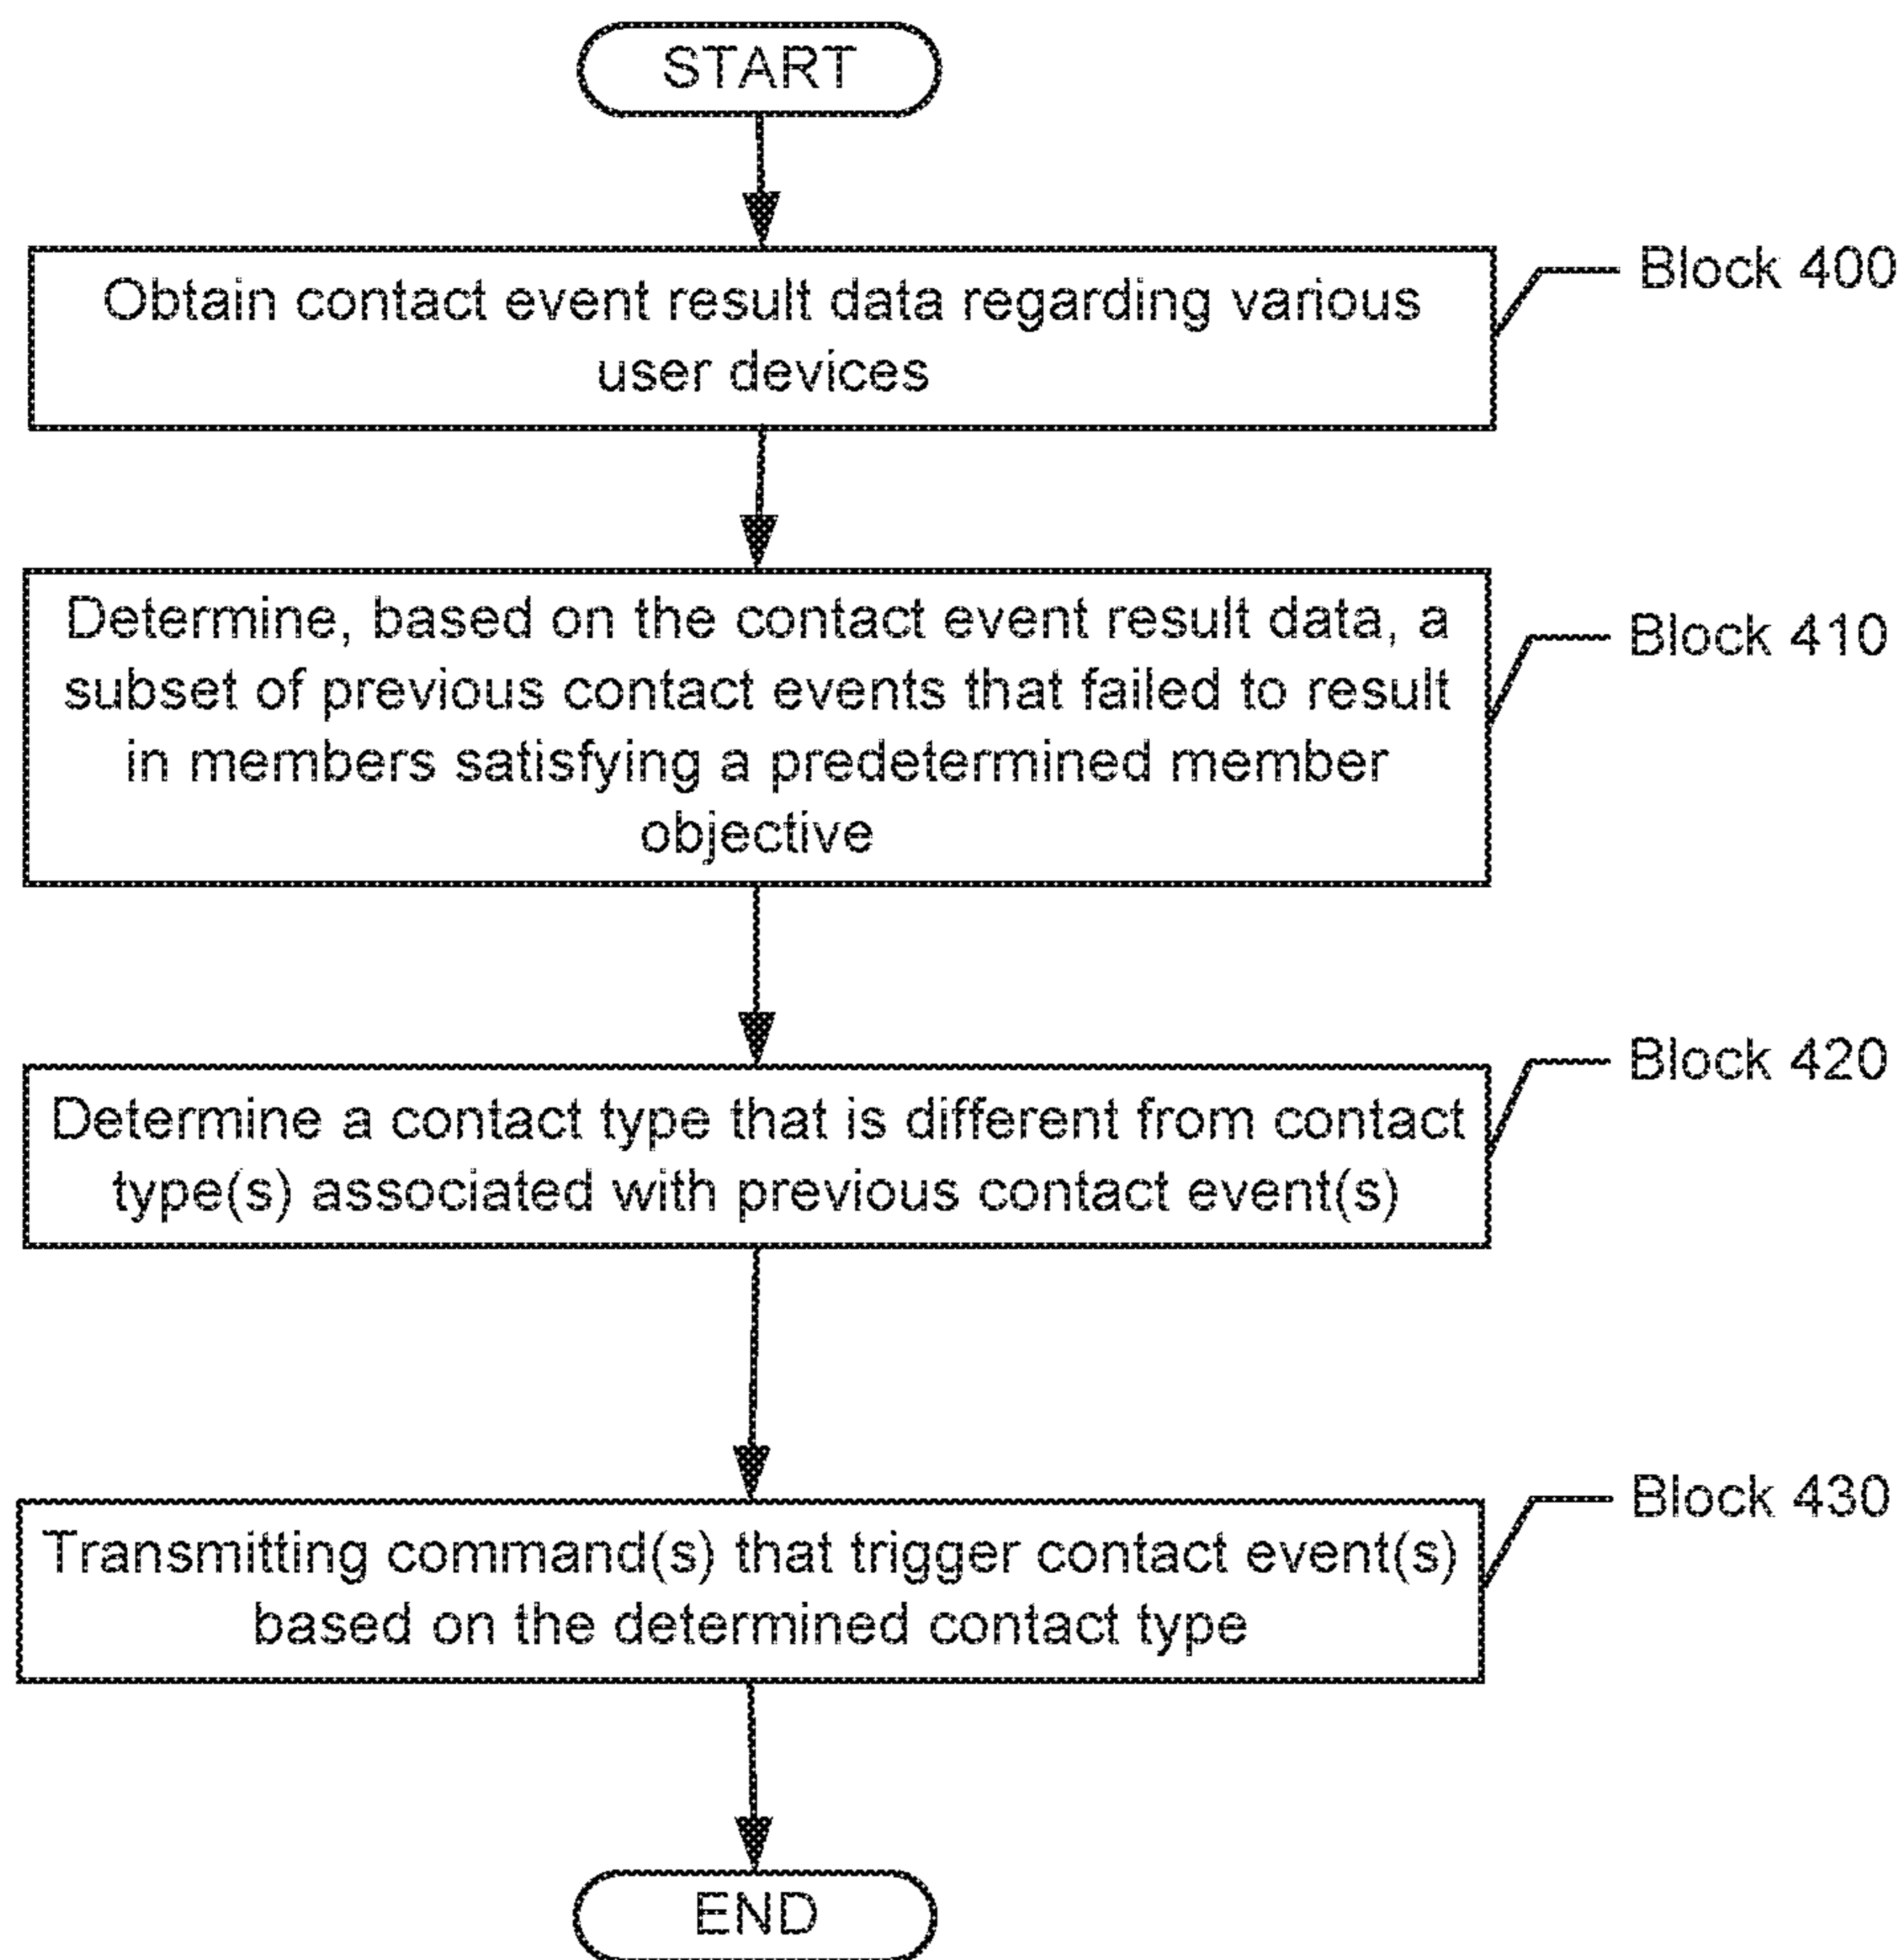 START
Obtain contact event result data regarding various
user devices
Block 400
Determine, based on the contact event result data, a
subset of previous contact events that failed to result
in members satisfying a predetermined member
objective
Block 410
Determine a contact type that is different from contact
type(s) associated with previous contact event(s)
Block 420
Transmitting command(s) that trigger contact event(s)
based on the determined contact type
Block 430
END